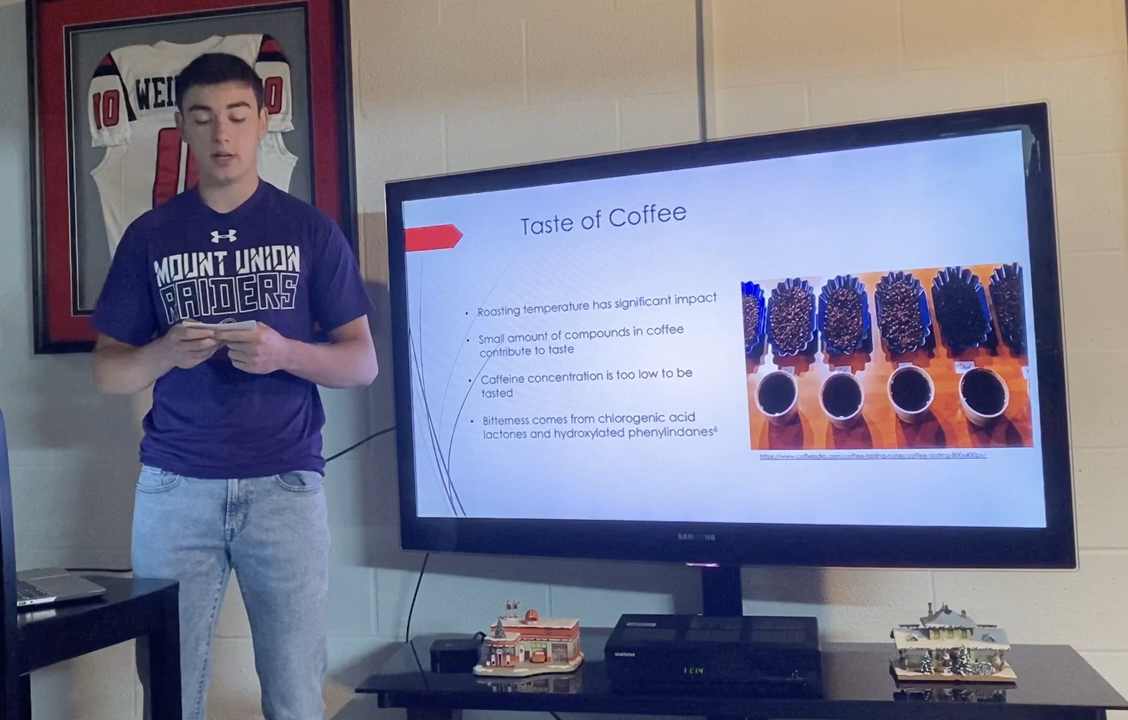 10
WEI
0
MOUNT UNION
RAIDERS
Taste of Coffee
• Roasting temperature has significant impact
• Small amount of compounds in coffee
contribute to taste
• Caffeine concentration is too low to be
tasted
• Bitterness comes from chlorogenic acid
lactones and hydroxylated phenylindanes6
SAMSUNG
SAMSUNG